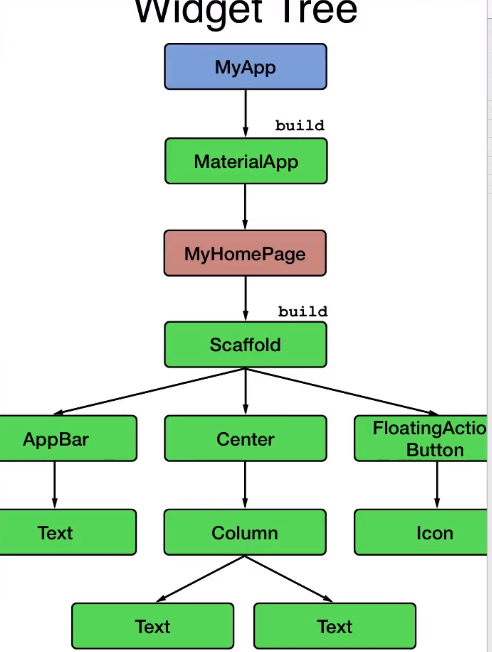 Widget Tree
MyApp
build
MaterialApp
MyHomePage
build
Scaffold
AppBar
Center
FloatingActio
Button
Text
Column
Icon
Text
Text